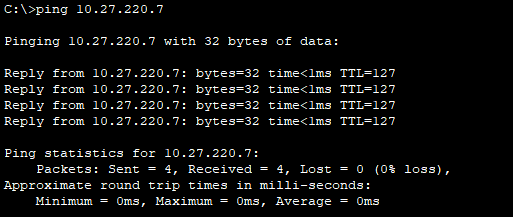 C:\>ping 10.27.220.7
Pinging 10.27.220.7 with 32 bytes of data:
Reply from 10.27.220.7: bytes=32 time<1ms TTL=127
Reply from 10.27.220.7: bytes=32 time<1ms TTL=127
Reply from 10.27.220.7: bytes=32 time<1ms TTL=127
Reply from 10.27.220.7: bytes=32 time<1ms TTL=127
Ping statistics for 10.27.220.7:
    Packets: Sent = 4, Received = 4, Lost = 0 (0% loss),
Approximate round trip times in milli-seconds:
    Minimum = 0ms, Maximum = 0ms, Average = 0ms